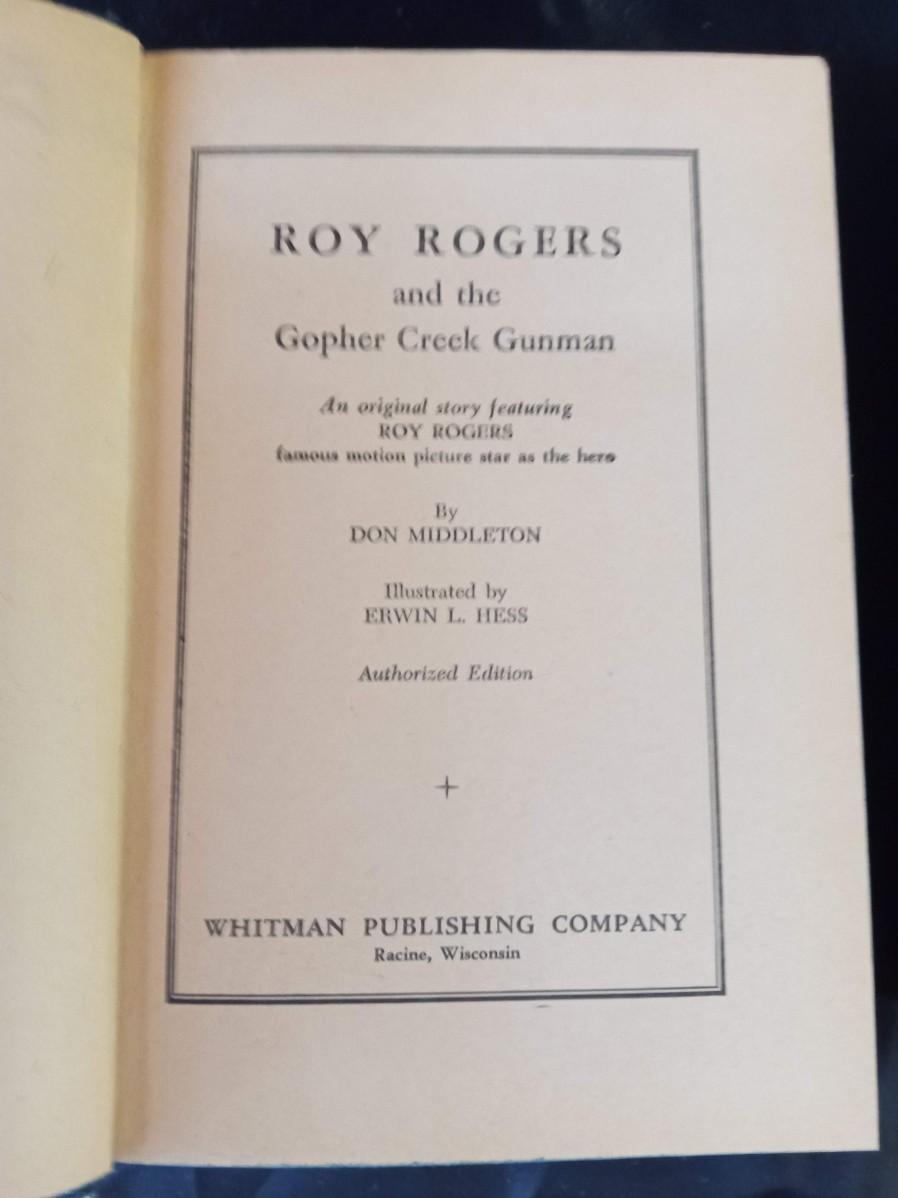 ROY ROGERS
and the
Gopher Creek Gunman
An original story featuring
ROY ROGERS
famous motion picture star as the hero
By
DON MIDDLETON
Illustrated by
ERWIN L. HESS
Authorized Edition
WHITMAN PUBLISHING COMPANY
Racine, Wisconsin